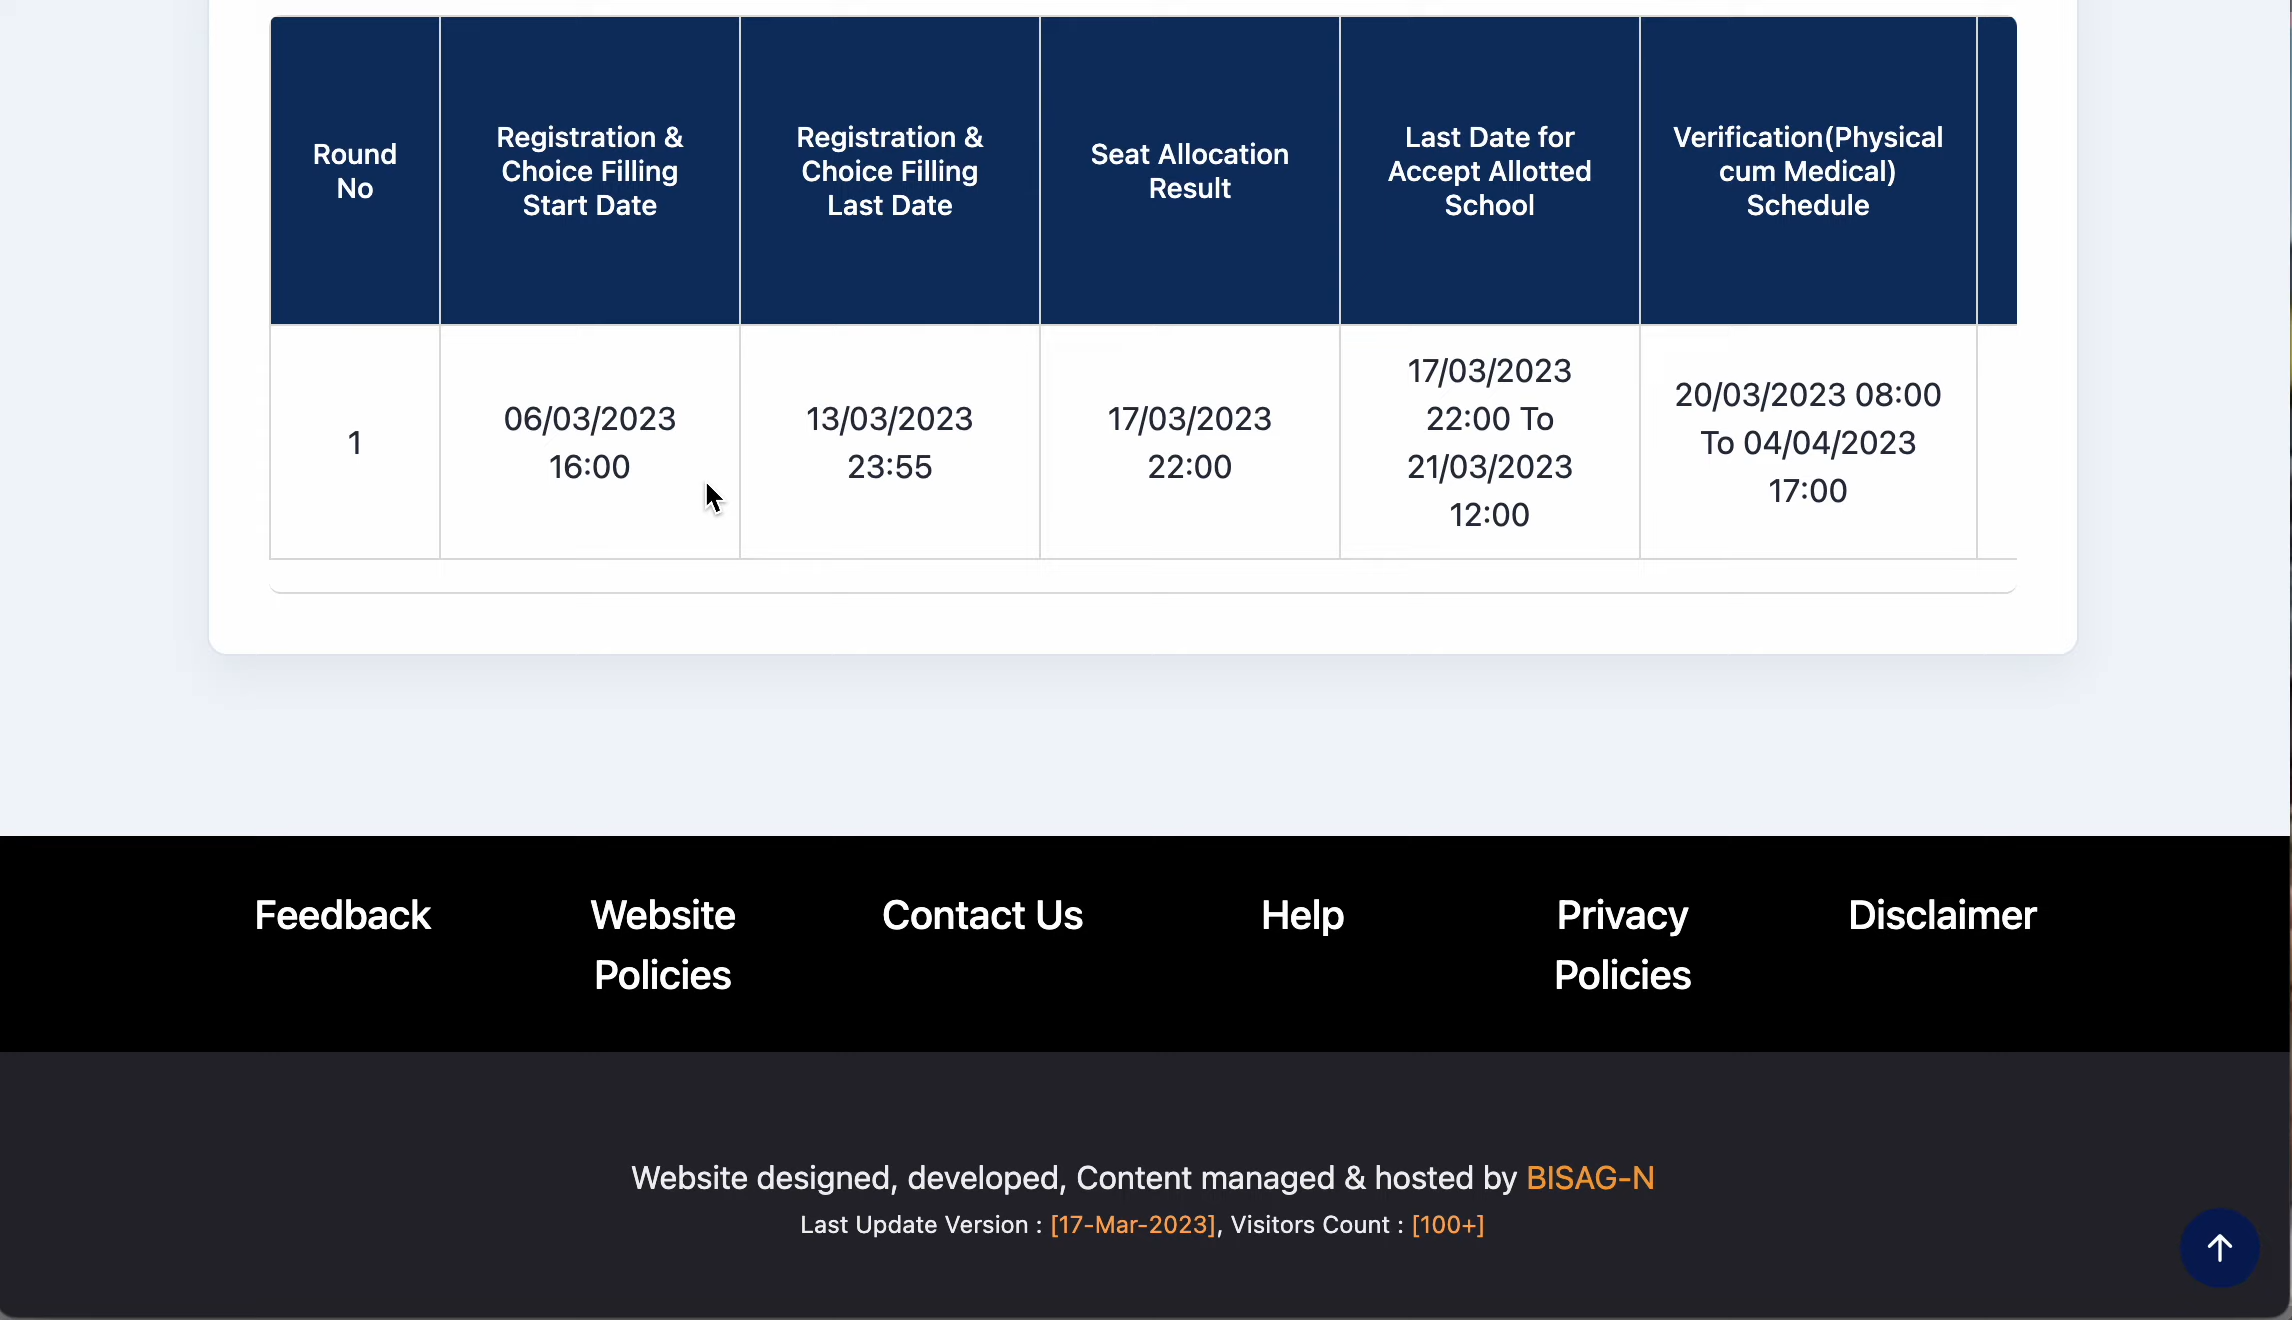 Round
No
Registration &
Choice Filling
Start Date
Registration &
Choice Filling
Last Date
Seat Allocation
Result
Last Date for
Accept Allotted
School
Verification(Physical
cum Medical)
Schedule
1
06/03/2023
16:00
13/03/2023
23:55
17/03/2023
22:00
17/03/2023
22:00 To
21/03/2023
12:00
20/03/2023 08:00
To 04/04/2023
17:00
Feedback
Website
Policies
Contact Us
Help
Privacy
Policies
Disclaimer
Website designed, developed, Content managed & hosted by BISAG-N
Last Update Version : [17-Mar-2023], Visitors Count : [100+]